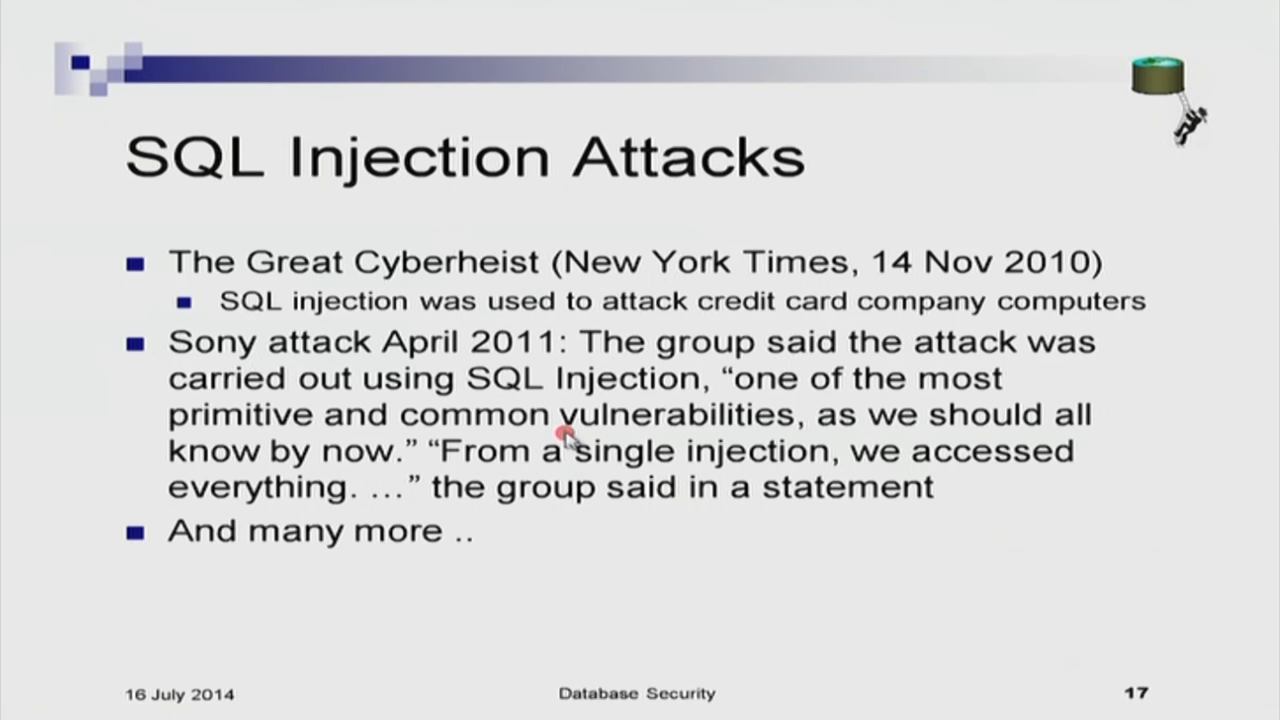 SQL Injection Attacks
The Great Cyberheist (New York Times, 14 Nov 2010)
SQL injection was used to attack credit card company computers
Sony attack April 2011: The group said the attack was
carried out using SQL Injection, “one of the most
primitive and common vulnerabilities, as we should all
know by now.” “From a single injection, we accessed
everything. …” the group said in a statement
And many more ..
16 July 2014
Database Security
17